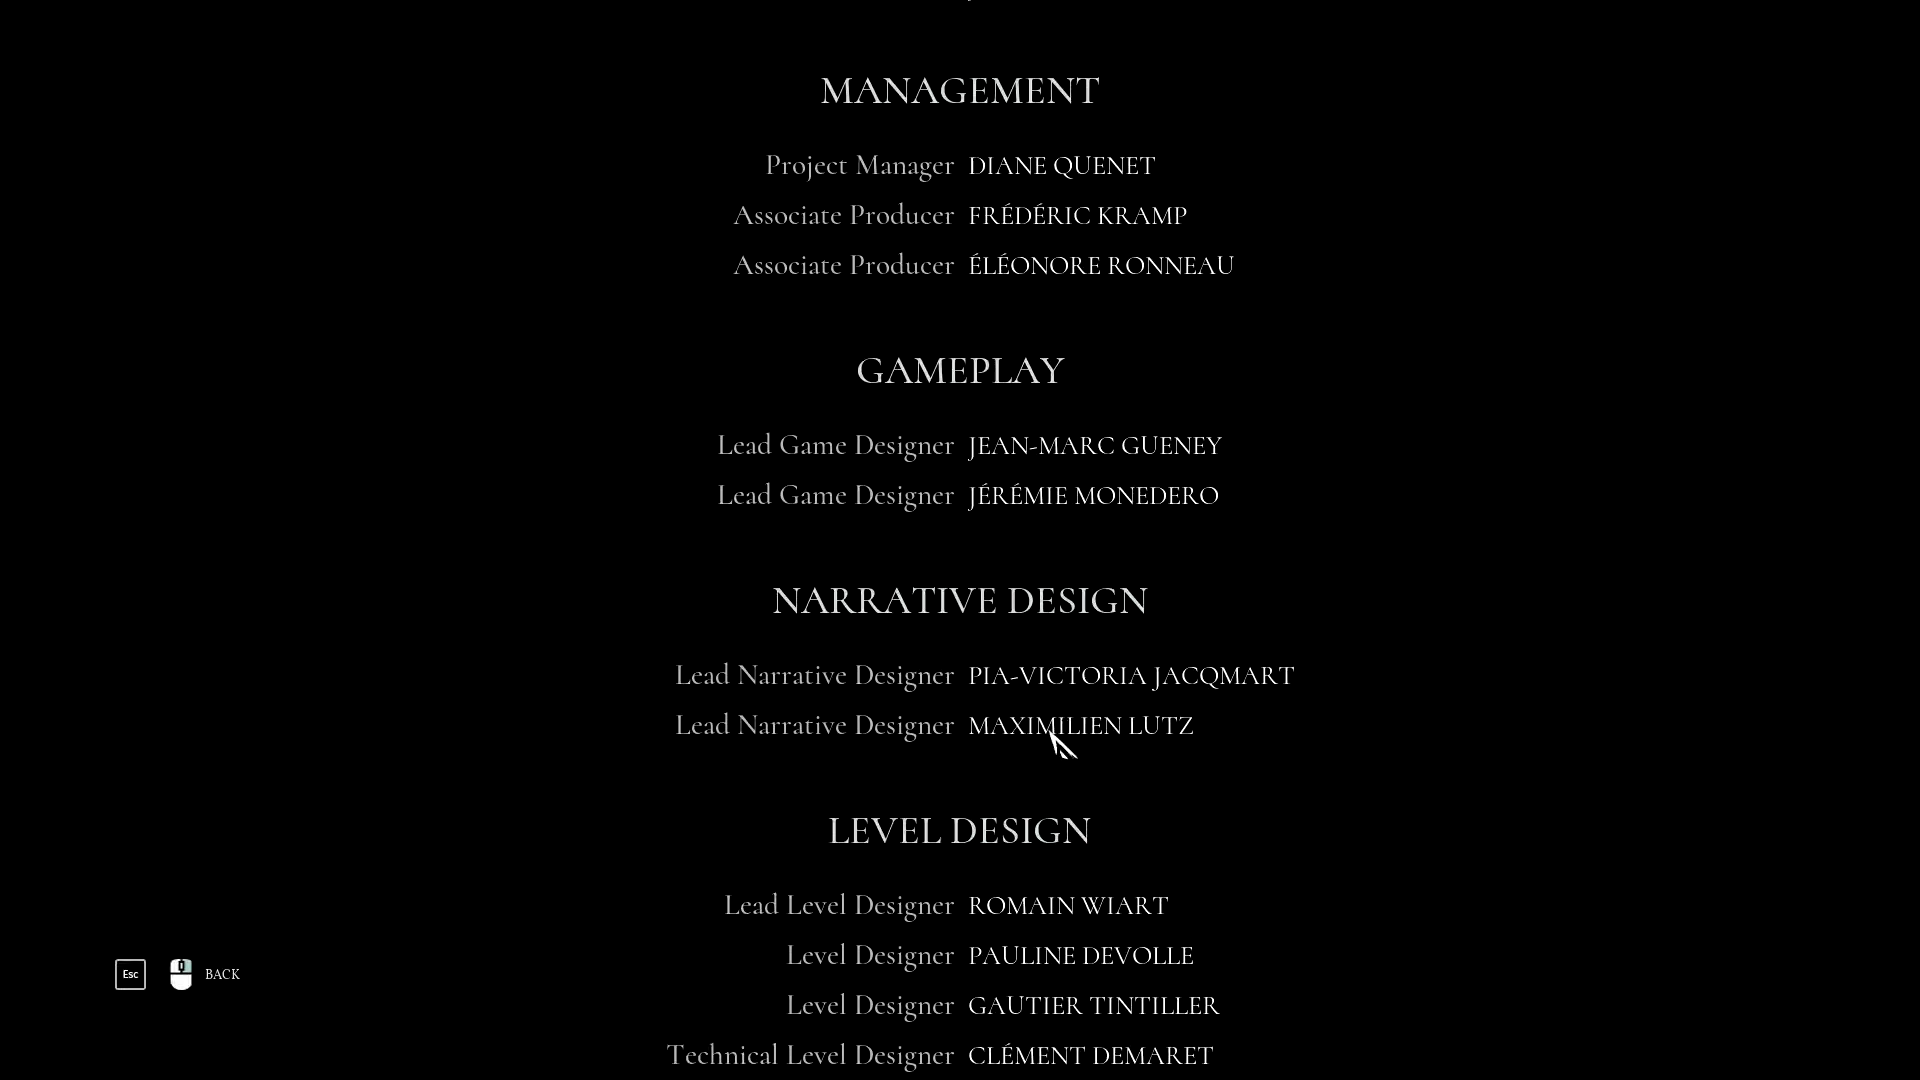 MANAGEMENT
Project Manager DIANE QUENET
Associate Producer FRÉDÉRIC KRAMP
Associate Producer ÉLÉONORE RONNEAU
GAMEPLAY
Lead Game Designer JEAN-MARC GUENEY
Lead Game Designer JÉRÉMIE MONEDERO
NARRATIVE DESIGN
Lead Narrative Designer PIA-VICTORIA JACQMART
Lead Narrative Designer MAXIMILIEN LUTZ
LEVEL DESIGN
Lead Level Designer ROMAIN WIART
Level Designer PAULINE DEVOLLE
Level Designer GAUTIER TINTILLER
Technical Level Designer CLÉMENT DEMARET
Esc BACK